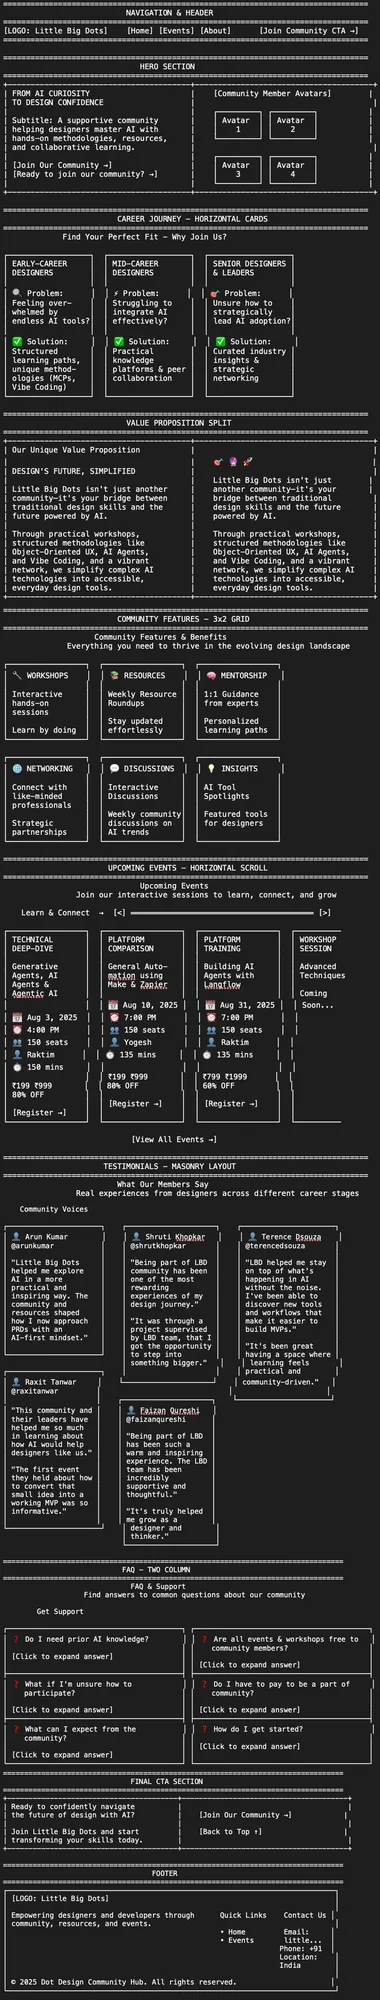 NAVIGATION & HEADER
[LOGO: Little Big Dots] [Home] [Events] [About] [Join Community CTA →]
HERO SECTION
FROM AI CURIOSITY
TO DESIGN CONFIDENCE
Subtitle: A supportive community
helping designers master AI with
hands-on methodologies, resources,
and collaborative learning.
[Join Our Community →]
[Ready to join our community? →]
[Community Member Avatars]
Avatar 1
Avatar 2
Avatar 3
Avatar 4
CAREER JOURNEY - HORIZONTAL CARDS
Find Your Perfect Fit - Why Join Us?
EARLY-CAREER
DESIGNERS
🔍 Problem:
Feeling over-
whelmed by
endless AI tools?
✅ Solution:
Structured
learning paths,
unique method-
ologies (MCPs,
Vibe Coding)
MID-CAREER
DESIGNERS
⚡ Problem:
Struggling to
integrate AI
effectively?
✅ Solution:
Practical
knowledge
platforms & peer
collaboration
SENIOR DESIGNERS
& LEADERS
🎯 Problem:
Unsure how to
strategically
lead AI adoption?
✅ Solution:
Curated industry
insights &
strategic
networking
VALUE PROPOSITION SPLIT
Our Unique Value Proposition
DESIGN'S FUTURE, SIMPLIFIED
Little Big Dots isn't just another
community—it's your bridge between
traditional design skills and the
future powered by AI.
Through practical workshops,
structured methodologies like
Object-Oriented UX, AI Agents,
and Vibe Coding, and a vibrant
network, we simplify complex AI
technologies into accessible,
everyday design tools.
🎯 🔮 🚀
Little Big Dots isn't just
another community—it's your
bridge between traditional
design skills and the future
powered by AI.
Through practical workshops,
structured methodologies like
Object-Oriented UX, AI Agents,
and Vibe Coding, and a vibrant
network, we simplify complex AI
technologies into accessible,
everyday design tools.
COMMUNITY FEATURES - 3x2 GRID
Community Features & Benefits
Everything you need to thrive in the evolving design landscape
🔧 WORKSHOPS
Interactive
hands-on
sessions
Learn by doing
📚 RESOURCES
Weekly Resource
Roundups
Stay updated
effortlessly
🧠 MENTORSHIP
1:1 Guidance
from experts
Personalized
learning paths
🌐 NETWORKING
Connect with
like-minded
professionals
Strategic
partnerships
💬 DISCUSSIONS
Interactive
Discussions
Weekly community
discussions on
AI trends
💡 INSIGHTS
AI Tool
Spotlights
Featured tools
for designers
UPCOMING EVENTS - HORIZONTAL SCROLL
Upcoming Events
Join our interactive sessions to learn, connect, and grow
Learn & Connect → [<] [>]
TECHNICAL
DEEP-DIVE
Generative
Agents, AI
Agents &
Agentic AI
📅 Aug 3, 2025
⏰ 4:00 PM
👥 150 seats
👤 Raktim
⏱ 150 mins
₹199 ₹999
80% OFF
[Register →]
PLATFORM
COMPARISON
General Auto-
mation using
Make & Zapier
📅 Aug 10, 2025
⏰ 7:00 PM
👥 150 seats
👤 Yogesh
⏱ 135 mins
₹199 ₹999
80% OFF
[Register →]
PLATFORM
TRAINING
Building AI
Agents with
Langflow
📅 Aug 31, 2025
⏰ 7:00 PM
👥 150 seats
👤 Raktim
⏱ 135 mins
₹799 ₹1999
60% OFF
[Register →]
WORKSHOP
SESSION
Advanced
Techniques
Coming
Soon...
[View All Events →]
TESTIMONIALS - MASONRY LAYOUT
What Our Members Say
Real experiences from designers across different career stages
Community Voices
👤 Arun Kumar
@arunkumar
"Little Big Dots
helped me explore
AI in a more
practical and
inspiring way. The
community and
resources shaped
how I now approach
PRDs with an
AI-first mindset."
👤 Shruti Khopkar
@shrutkhopkar
"Being part of LBD
community has been
one of the most
rewarding
experiences of my
design journey."
"It was through a
project supervised
by LBD team, that I
got the opportunity
to step into
something bigger."
👤 Terence Dsouza
@terencedsouza
"LBD helped me stay
on top of what's
happening in AI
without the noise.
I've been able to
discover new tools
and workflows that
make it easier to
build MVPs."
"It's been great
having a space where
learning feels
practical and
community-driven."
👤 Raxit Tanwar
@raxitanwar
"This community and
their leaders have
helped me so much
in learning about
how AI would help
designers like us."
"The first event
they held about how
to convert that
small idea into a
working MVP was so
informative."
👤 Faizan Qureshi
@faizanqureshi
"Being part of LBD
has been such a
warm and inspiring
experience. The LBD
team has been
incredibly
supportive and
thoughtful."
"It's truly helped
me grow as a
designer and
thinker."
FAQ - TWO COLUMN
FAQ & Support
Find answers to common questions about our community
Get Support
❓ Do I need prior AI knowledge?
[Click to expand answer]
❓ Are all events & workshops free to
community members?
[Click to expand answer]
❓ What if I'm unsure how to
participate?
[Click to expand answer]
❓ Do I have to pay to be a part of
community?
[Click to expand answer]
❓ What can I expect from the
community?
[Click to expand answer]
❓ How do I get started?
[Click to expand answer]
FINAL CTA SECTION
Ready to confidently navigate
the future of design with AI?
Join Little Big Dots and start
transforming your skills today.
[Join Our Community →]
[Back to Top ↑]
FOOTER
[LOGO: Little Big Dots]
Empowering designers and developers through
community, resources, and events.
Quick Links
• Home
• Events
Contact Us
Email:
little...
Phone: +91
Location:
India
© 2025 Dot Design Community Hub. All rights reserved.